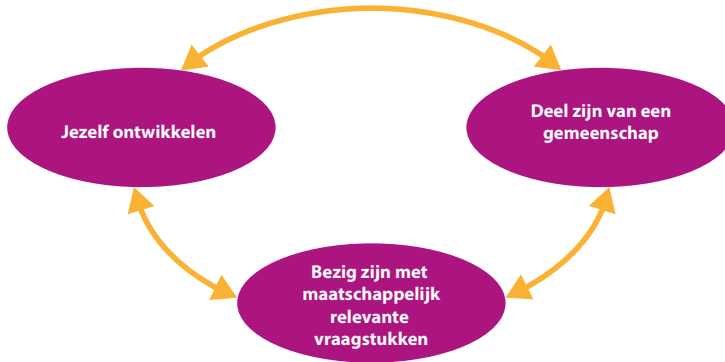 Jezelf ontwikkelen
Deel zijn van een
gemeenschap
Bezig zijn met
maatschappelijk
relevante
vraagstukken